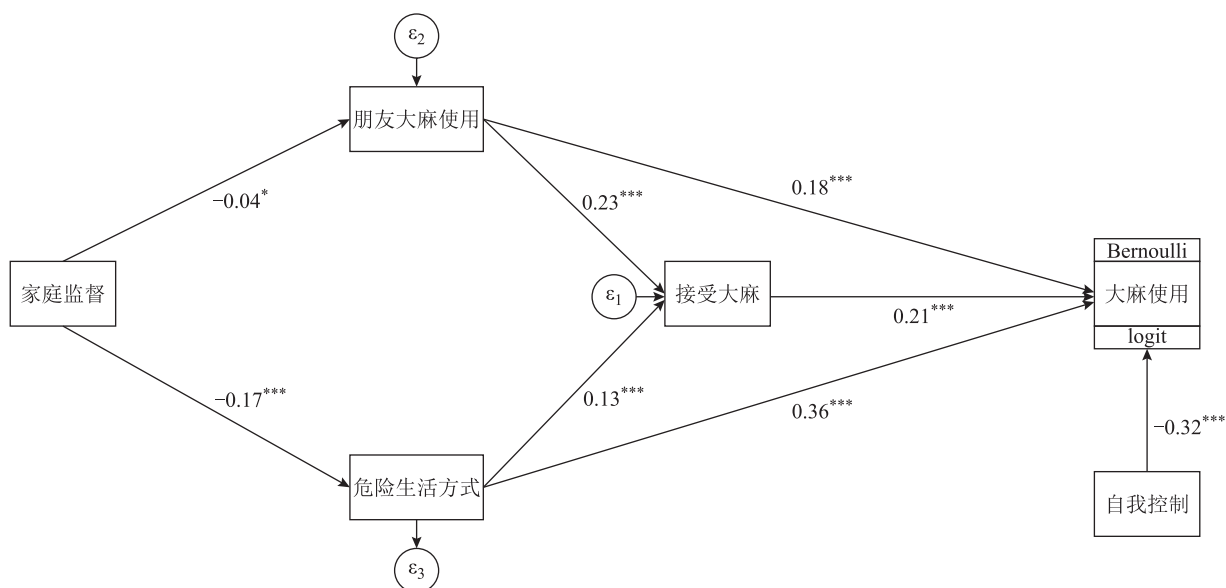 ε₂
朋友大麻使用
−0.04*
0.23***
0.18***
家庭监督
ε₁
接受大麻
0.21***
Bernoulli
大麻使用
logit
−0.17***
0.13***
0.36***
−0.32***
危险生活方式
自我控制
ε₃